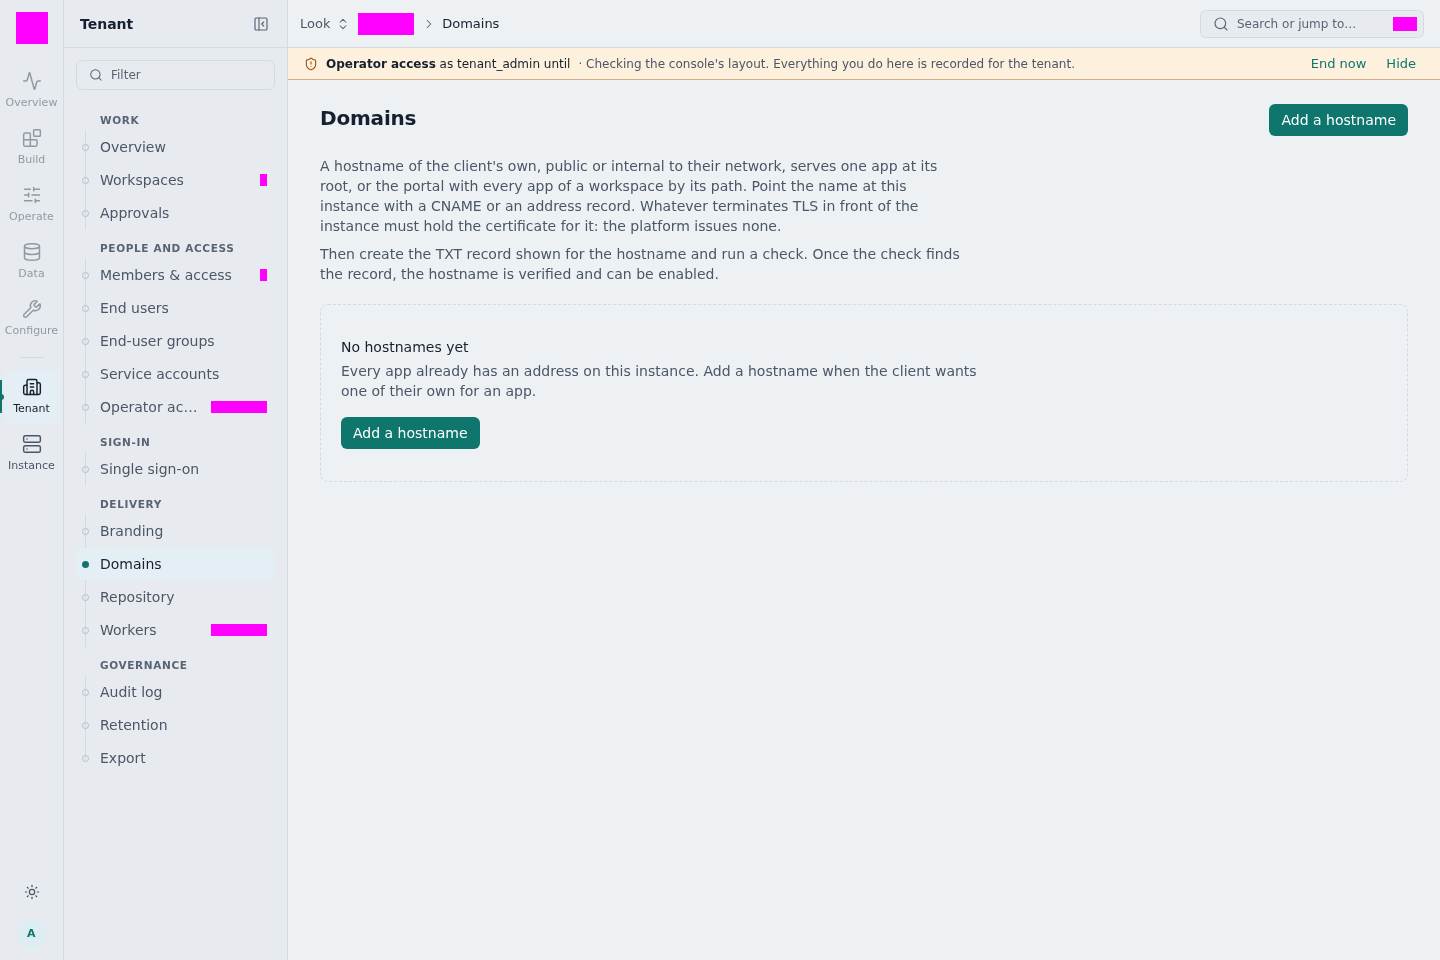 Tenant
Look
Domains
Search or jump to…
Operator access as tenant_admin until · Checking the console's layout. Everything you do here is recorded for the tenant.
End now
Hide
Overview
Build
Operate
Data
Configure
Tenant
Instance
A
Filter
WORK
Overview
Workspaces
Approvals
PEOPLE AND ACCESS
Members & access
End users
End-user groups
Service accounts
Operator ac…
SIGN-IN
Single sign-on
DELIVERY
Branding
Domains
Repository
Workers
GOVERNANCE
Audit log
Retention
Export
Domains
Add a hostname
A hostname of the client's own, public or internal to their network, serves one app at its
root, or the portal with every app of a workspace by its path. Point the name at this
instance with a CNAME or an address record. Whatever terminates TLS in front of the
instance must hold the certificate for it: the platform issues none.
Then create the TXT record shown for the hostname and run a check. Once the check finds
the record, the hostname is verified and can be enabled.
No hostnames yet
Every app already has an address on this instance. Add a hostname when the client wants
one of their own for an app.
Add a hostname